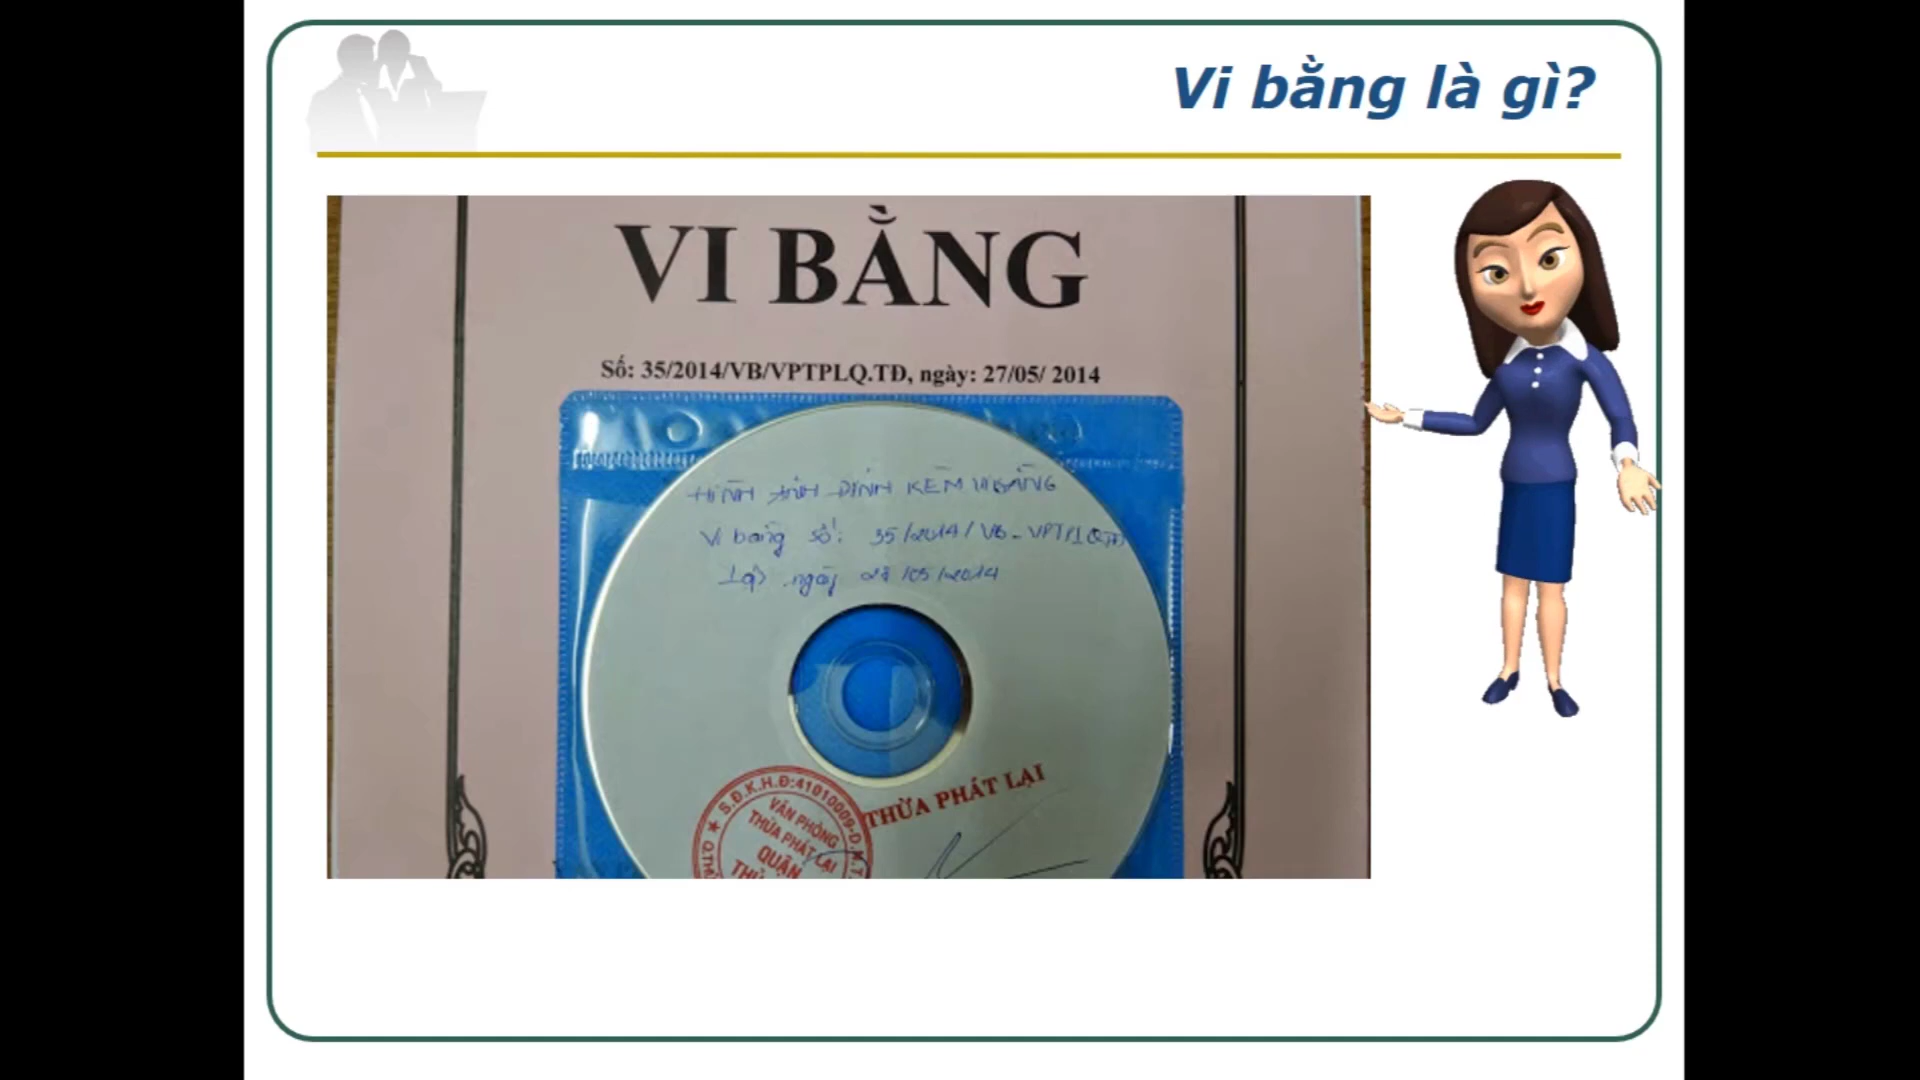 Vi bằng là gì?
VI BẰNG
Số: 35/2014/VB/VPTPLQ.TĐ, ngày: 27/05/ 2014
HÌNH ẢNH ĐÍNH KÈM VI BẰNG
Vi bằng số: 35/2014/VB-VPTPLQTĐ
Lập ngày /05/2014
THỪA PHÁT LẠI
S.Đ.K.H.Đ:41010009-D.N.T.
VĂN PHÒNG
THỪA PHÁT LẠI
QUẬN